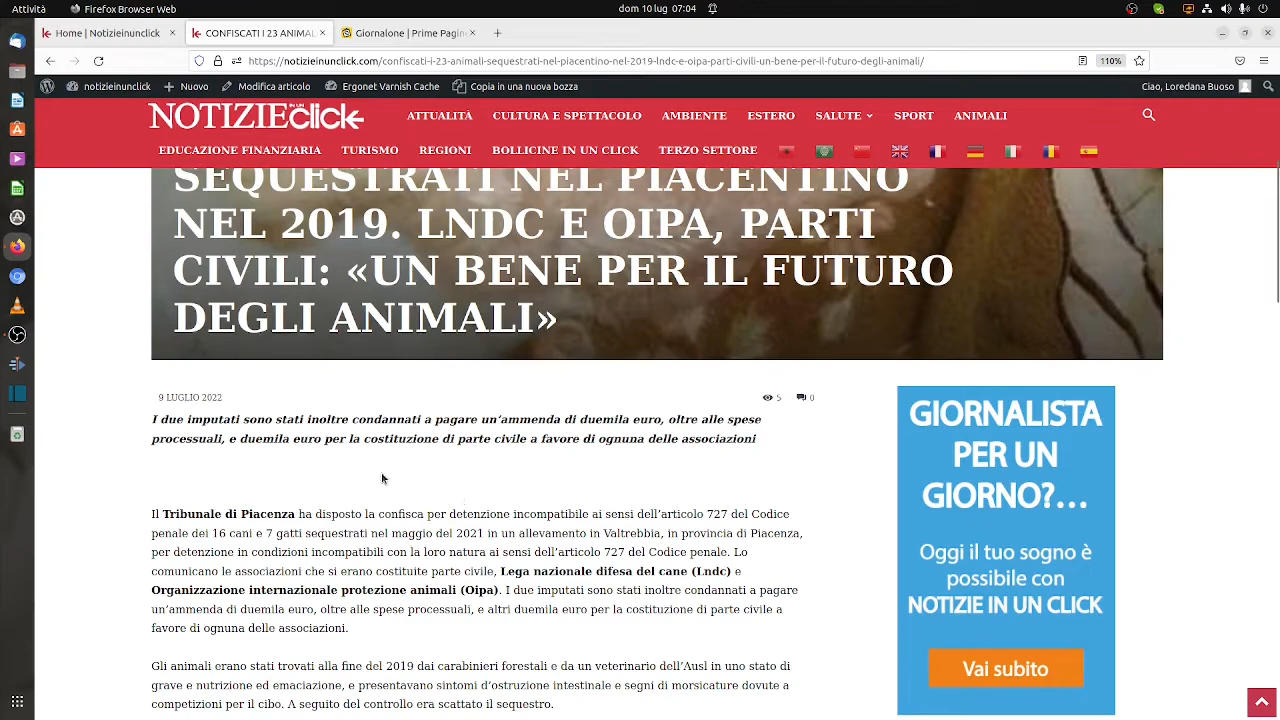 Attività Firefox Browser Web dom 10 lug 07:04
Home | Notizieinunclick × CONFISCATI I 23 ANIMAL × Giornalone | Prime Pagin ×
https://notizieinunclick.com/confiscati-i-23-animali-sequestrati-nel-piacentino-nel-2019-lndc-e-oipa-parti-civili-un-bene-per-il-futuro-degli-animali/ 110%
notizieinunclick Nuovo Modifica articolo Ergonet Varnish Cache Copia in una nuova bozza Ciao, Loredana Buoso
NOTIZIE IN UN click ATTUALITÀ CULTURA E SPETTACOLO AMBIENTE ESTERO SALUTE SPORT ANIMALI
EDUCAZIONE FINANZIARIA TURISMO REGIONI BOLLICINE IN UN CLICK TERZO SETTORE
SEQUESTRATI NEL PIACENTINO
NEL 2019. LNDC E OIPA, PARTI
CIVILI: «UN BENE PER IL FUTURO
DEGLI ANIMALI»
9 LUGLIO 2022 5 0
I due imputati sono stati inoltre condannati a pagare un’ammenda di duemila euro, oltre alle spese
processuali, e duemila euro per la costituzione di parte civile a favore di ognuna delle associazioni
Il Tribunale di Piacenza ha disposto la confisca per detenzione incompatibile ai sensi dell’articolo 727 del Codice
penale dei 16 cani e 7 gatti sequestrati nel maggio del 2021 in un allevamento in Valtrebbia, in provincia di Piacenza,
per detenzione in condizioni incompatibili con la loro natura ai sensi dell’articolo 727 del Codice penale. Lo
comunicano le associazioni che si erano costituite parte civile, Lega nazionale difesa del cane (Lndc) e
Organizzazione internazionale protezione animali (Oipa). I due imputati sono stati inoltre condannati a pagare
un’ammenda di duemila euro, oltre alle spese processuali, e altri duemila euro per la costituzione di parte civile a
favore di ognuna delle associazioni.
Gli animali erano stati trovati alla fine del 2019 dai carabinieri forestali e da un veterinario dell’Ausl in uno stato di
grave e nutrizione ed emaciazione, e presentavano sintomi d’ostruzione intestinale e segni di morsicature dovute a
competizioni per il cibo. A seguito del controllo era scattato il sequestro.
GIORNALISTA
PER UN
GIORNO?...
Oggi il tuo sogno è
possibile con
NOTIZIE IN UN CLICK
Vai subito